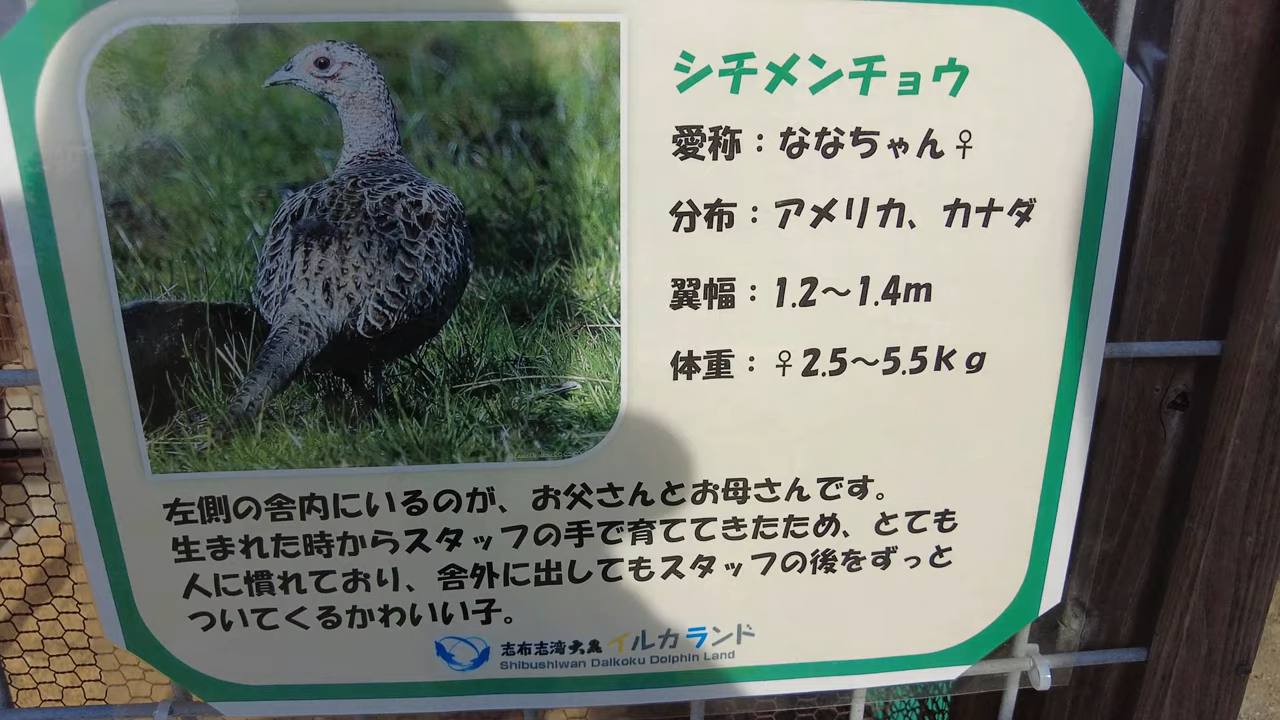 シチメンチョウ
愛称：ななちゃん♀
分布：アメリカ、カナダ
翼幅：1.2〜1.4m
体重：♀2.5〜5.5kg
左側の舎内にいるのが、お父さんとお母さんです。
生まれた時からスタッフの手で育ててきたため、とても
人に慣れており、舎外に出してもスタッフの後をずっと
ついてくるかわいい子。
志布志湾大黒イルカランド
Shibushiwan Daikoku Dolphin Land